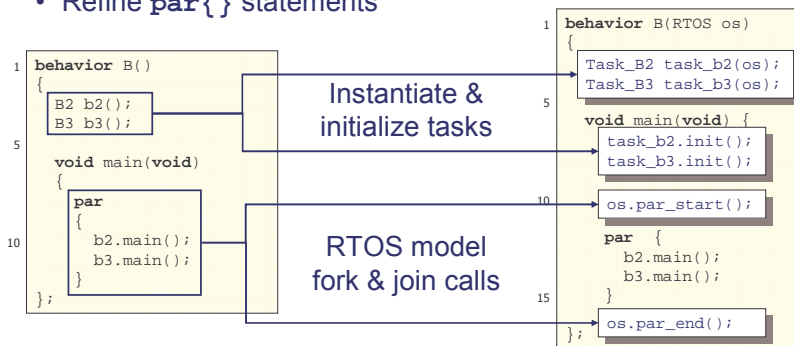 • Refine par{} statements
1 behavior B()
{
B2 b2();
B3 b3();
5
void main(void)
{
par
{
10 b2.main();
b3.main();
}
};
Instantiate &
initialize tasks
RTOS model
fork & join calls
1 behavior B(RTOS os)
{
Task_B2 task_b2(os);
Task_B3 task_b3(os);
5
void main(void) {
task_b2.init();
task_b3.init();
10 os.par_start();
par {
b2.main();
b3.main();
15 }
os.par_end();
};